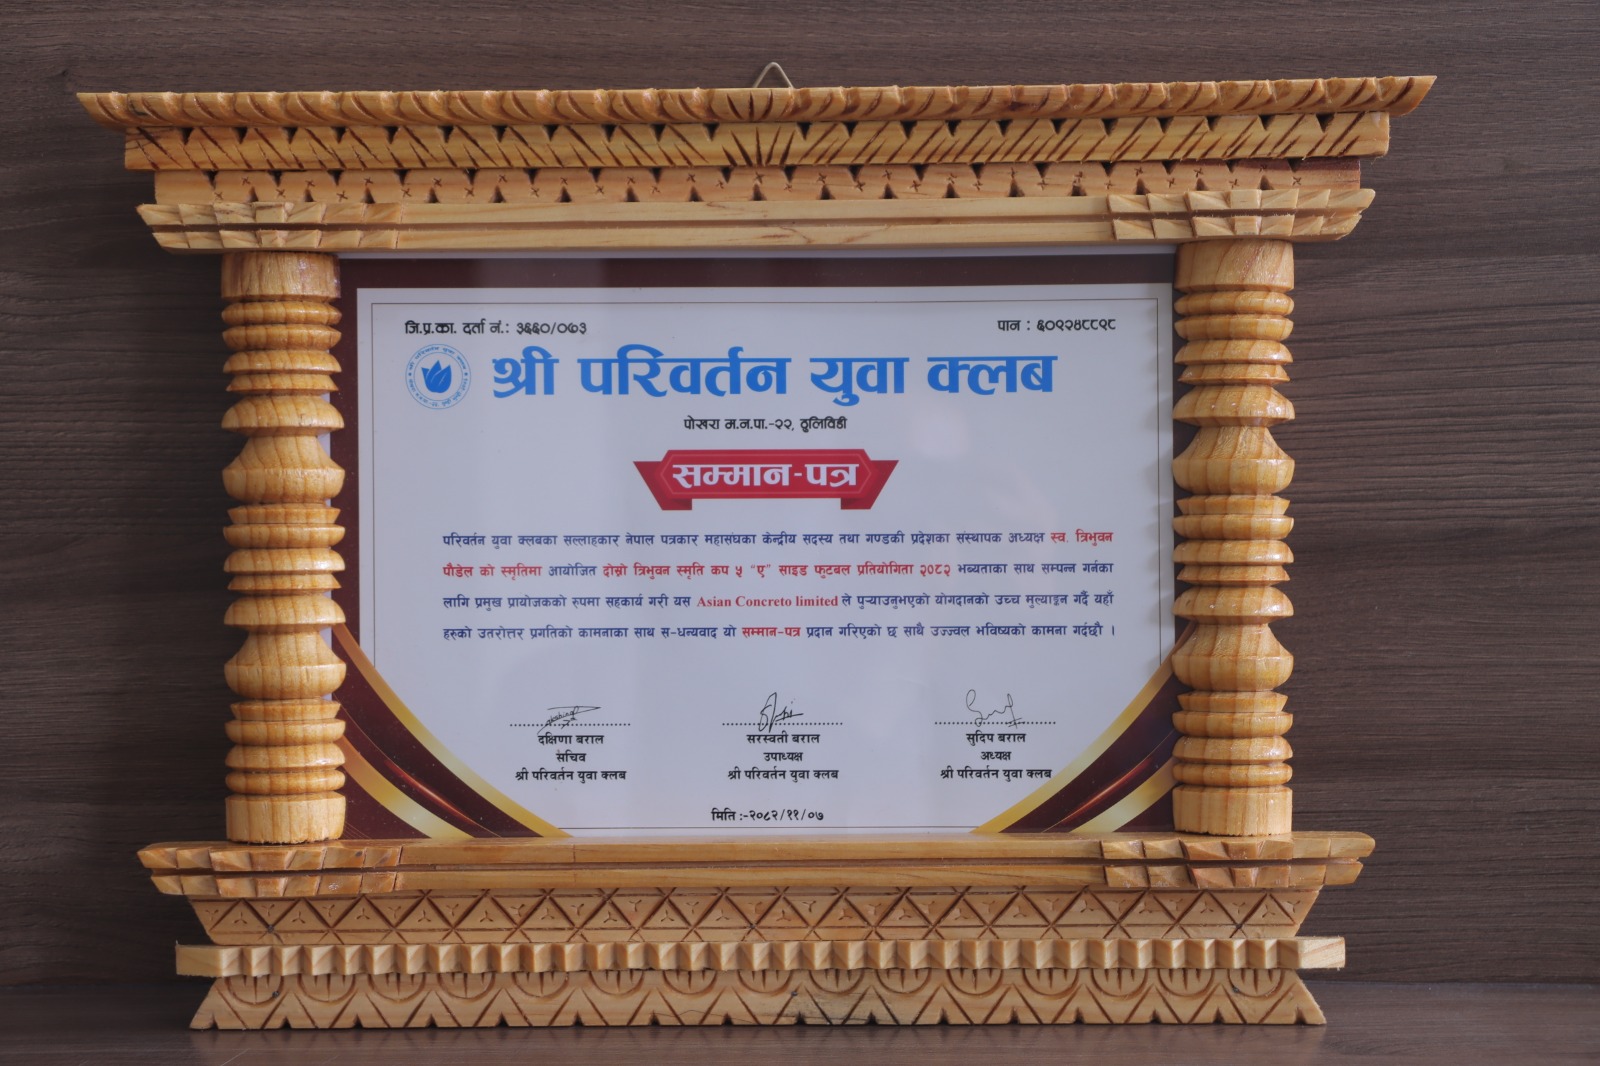 जि.प्र.का. दर्ता नं.: ३६६०/०७३
पान : ६०९२४८८९८
श्री परिवर्तन युवा क्लब
पोखरा म.न.पा.-२२, ठुलिविडी
सम्मान-पत्र
परिवर्तन युवा क्लबका सल्लाहकार नेपाल पत्रकार महासंघका केन्द्रीय सदस्य तथा गण्डकी प्रदेशका संस्थापक अध्यक्ष स्व. त्रिभुवन
पौडेल को स्मृतिमा आयोजित दोस्रो त्रिभुवन स्मृति कप ५ "ए" साइड फुटबल प्रतियोगिता २०८२ भब्यताका साथ सम्पन्न गर्नका
लागि प्रमुख प्रायोजकको रुपमा सहकार्य गरी यस Asian Concreto limited ले पुऱ्याउनुभएको योगदानको उच्च मुल्याङ्कन गर्दै यहाँ
हरुको उतरोत्तर प्रगतिको कामनाका साथ स-धन्यवाद यो सम्मान-पत्र प्रदान गरिएको छ साथै उज्ज्वल भविष्यको कामना गर्दछौ ।
दक्षिणा बराल
सचिव
श्री परिवर्तन युवा क्लब
सरस्वती बराल
उपाध्यक्ष
श्री परिवर्तन युवा क्लब
सुदिप बराल
अध्यक्ष
श्री परिवर्तन युवा क्लब
मिति :-२०८२/११/०७